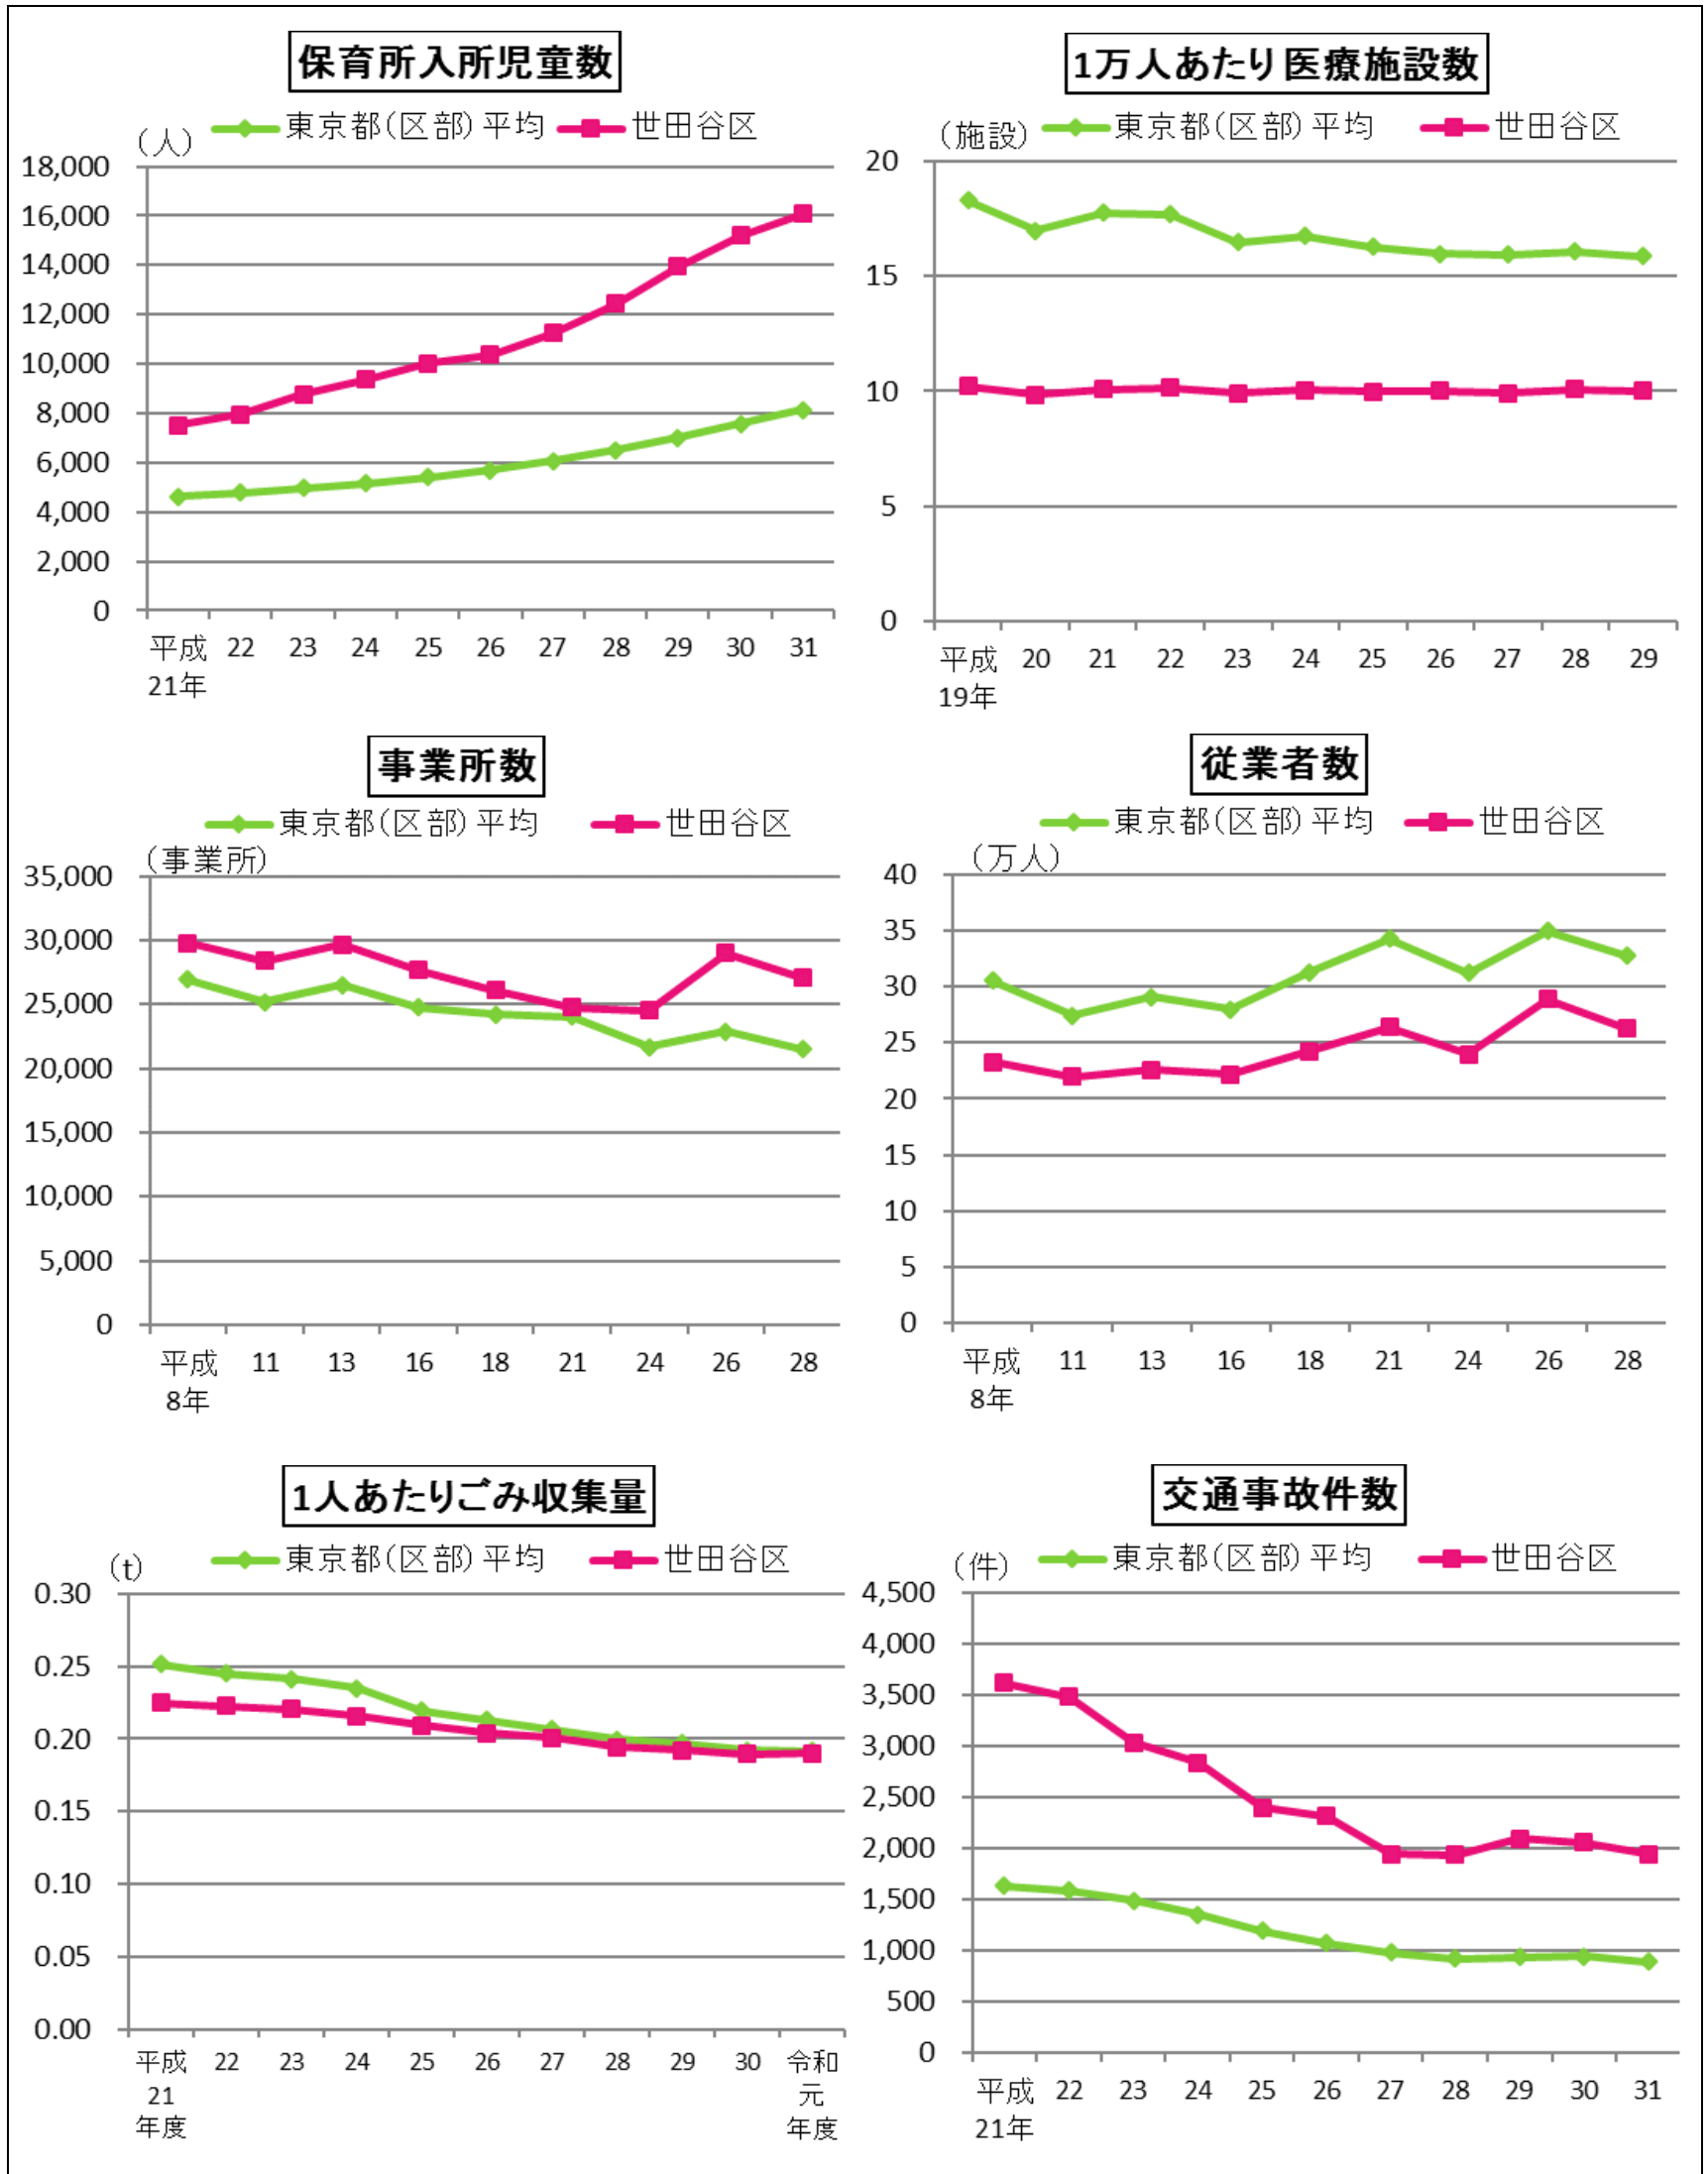 保育所入所児童数
東京都(区部)平均 世田谷区
(人)
18,000
16,000
14,000
12,000
10,000
8,000
6,000
4,000
2,000
0
平成 22 23 24 25 26 27 28 29 30 31
21年
1万人あたり医療施設数
東京都(区部)平均 世田谷区
(施設)
20
15
10
5
0
平成 20 21 22 23 24 25 26 27 28 29
19年
事業所数
東京都(区部)平均 世田谷区
(事業所)
35,000
30,000
25,000
20,000
15,000
10,000
5,000
0
平成 11 13 16 18 21 24 26 28
8年
従業者数
東京都(区部)平均 世田谷区
(万人)
40
35
30
25
20
15
10
5
0
平成 11 13 16 18 21 24 26 28
8年
1人あたりごみ収集量
東京都(区部)平均 世田谷区
(t)
0.30
0.25
0.20
0.15
0.10
0.05
0.00
平成 22 23 24 25 26 27 28 29 30 令和
21 元
年度 年度
交通事故件数
東京都(区部)平均 世田谷区
(件)
4,500
4,000
3,500
3,000
2,500
2,000
1,500
1,000
500
0
平成 22 23 24 25 26 27 28 29 30 31
21年